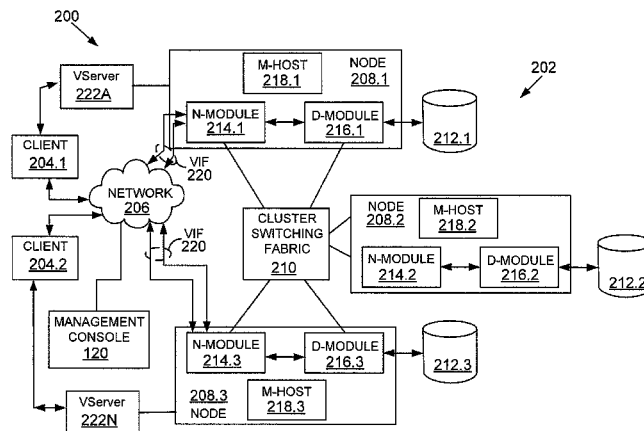 200
VServer
222A
M-HOST
218.1
NODE
208.1
202
N-MODULE
214.1
D-MODULE
216.1
212.1
CLIENT
204.1
VIF
220
NETWORK
206
CLIENT
204.2
VIF
220
CLUSTER
SWITCHING
FABRIC
210
NODE
208.2
M-HOST
218.2
N-MODULE
214.2
D-MODULE
216.2
212.2
MANAGEMENT
CONSOLE
120
N-MODULE
214.3
D-MODULE
216.3
212.3
208.3
NODE
M-HOST
218.3
VServer
222N